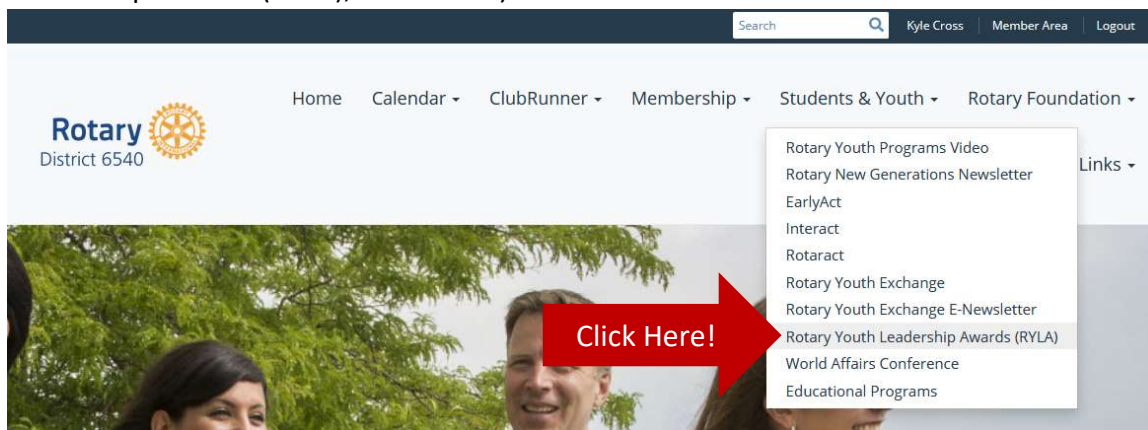 Search Kyle Cross Member Area Logout
Home Calendar ClubRunner Membership Students & Youth Rotary Foundation
Rotary
District 6540
Links
Rotary Youth Programs Video
Rotary New Generations Newsletter
EarlyAct
Interact
Rotaract
Rotary Youth Exchange
Rotary Youth Exchange E-Newsletter
Click Here!
Rotary Youth Leadership Awards (RYLA)
World Affairs Conference
Educational Programs